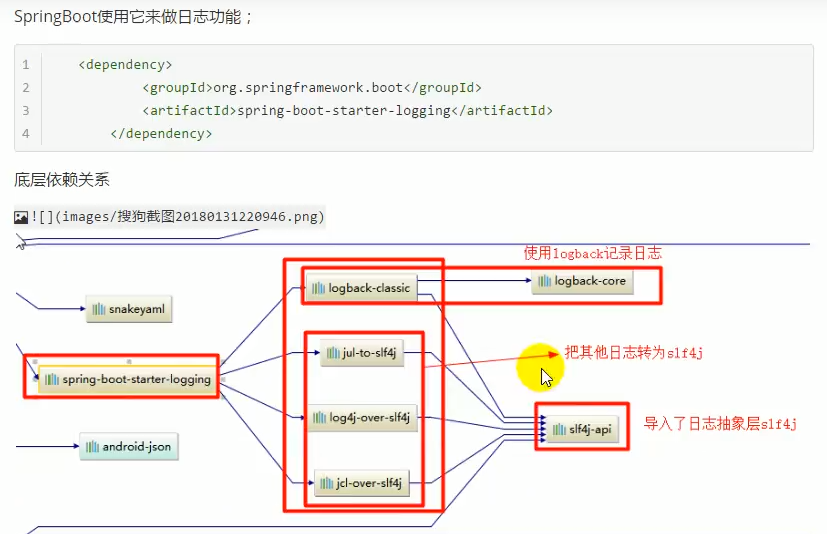 SpringBoot使用它来做日志功能；
1 <dependency>
2 <groupId>org.springframework.boot</groupId>
3 <artifactId>spring-boot-starter-logging</artifactId>
4 </dependency>
底层依赖关系
![](images/搜狗截图20180131220946.png)
使用logback记录日志
logback-classic
logback-core
snakeyaml
jul-to-slf4j
把其他日志转为slf4j
spring-boot-starter-logging
log4j-over-slf4j
slf4j-api
导入了日志抽象层slf4j
android-json
jcl-over-slf4j